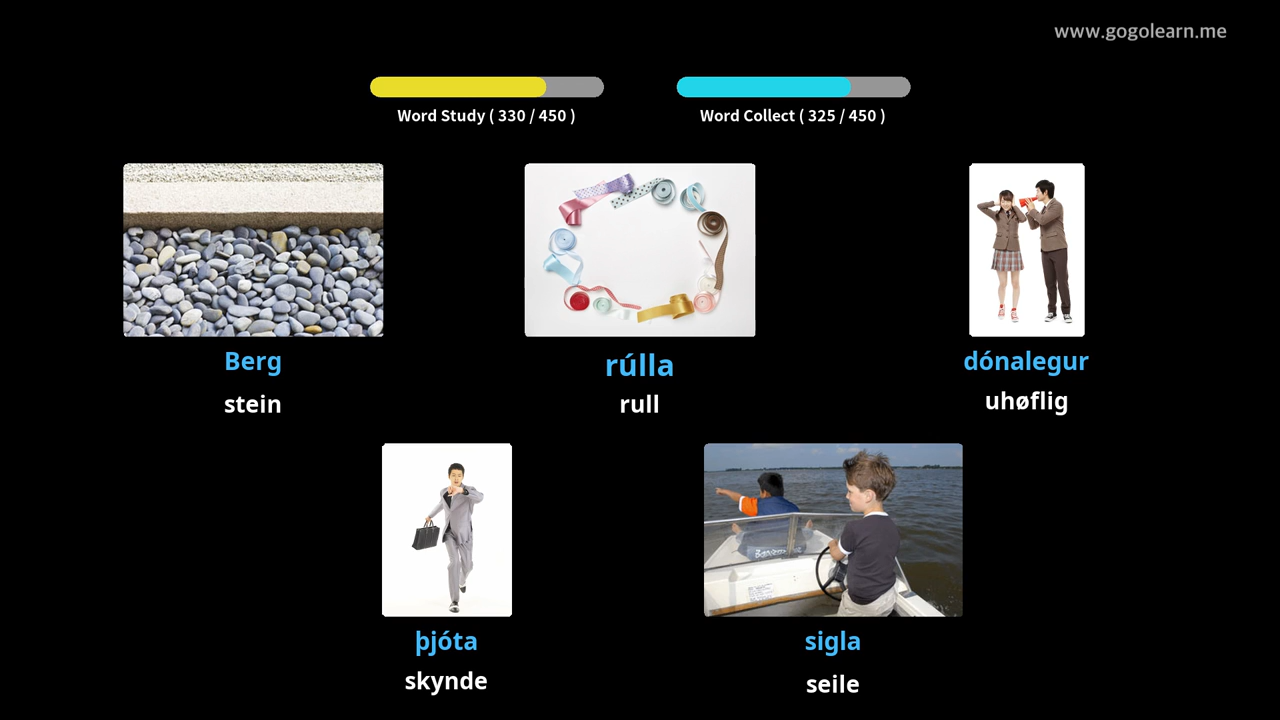 www.gogolearn.me
Word Study ( 330 / 450 )
Word Collect ( 325 / 450 )
Berg
stein
rúlla
rull
dónalegur
uhøflig
þjóta
skynde
sigla
seile